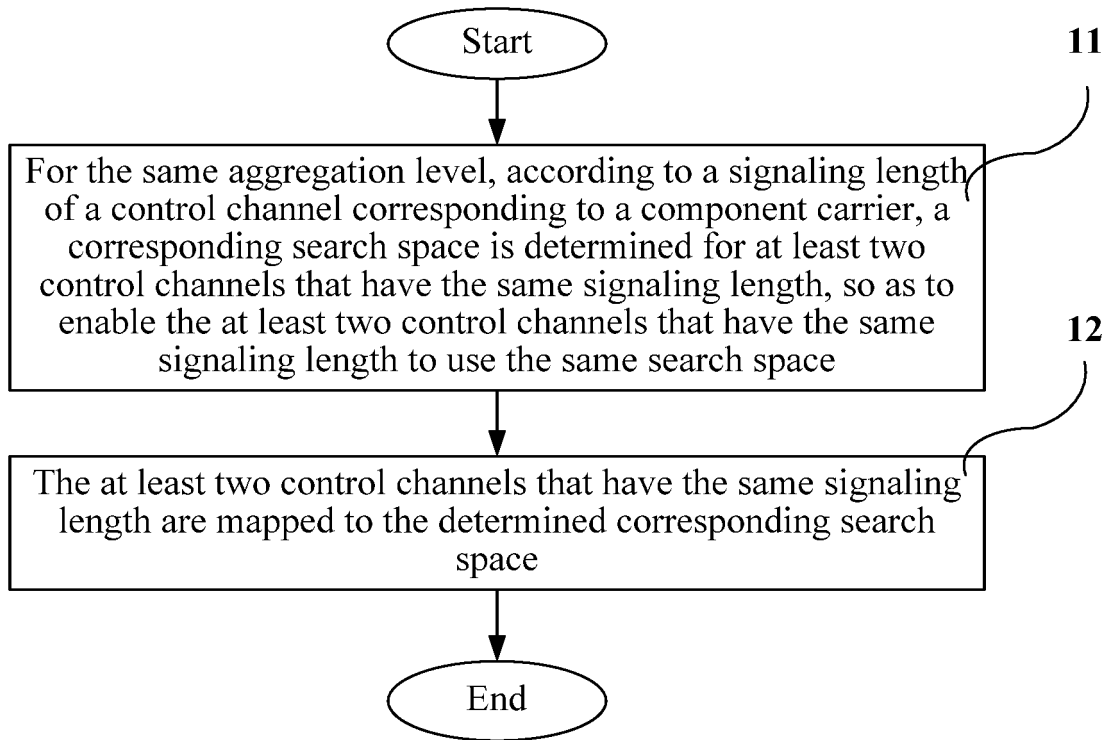 Start
11
For the same aggregation level, according to a signaling length
of a control channel corresponding to a component carrier, a
corresponding search space is determined for at least two
control channels that have the same signaling length, so as to
enable the at least two control channels that have the same
signaling length to use the same search space
12
The at least two control channels that have the same signaling
length are mapped to the determined corresponding search
space
End